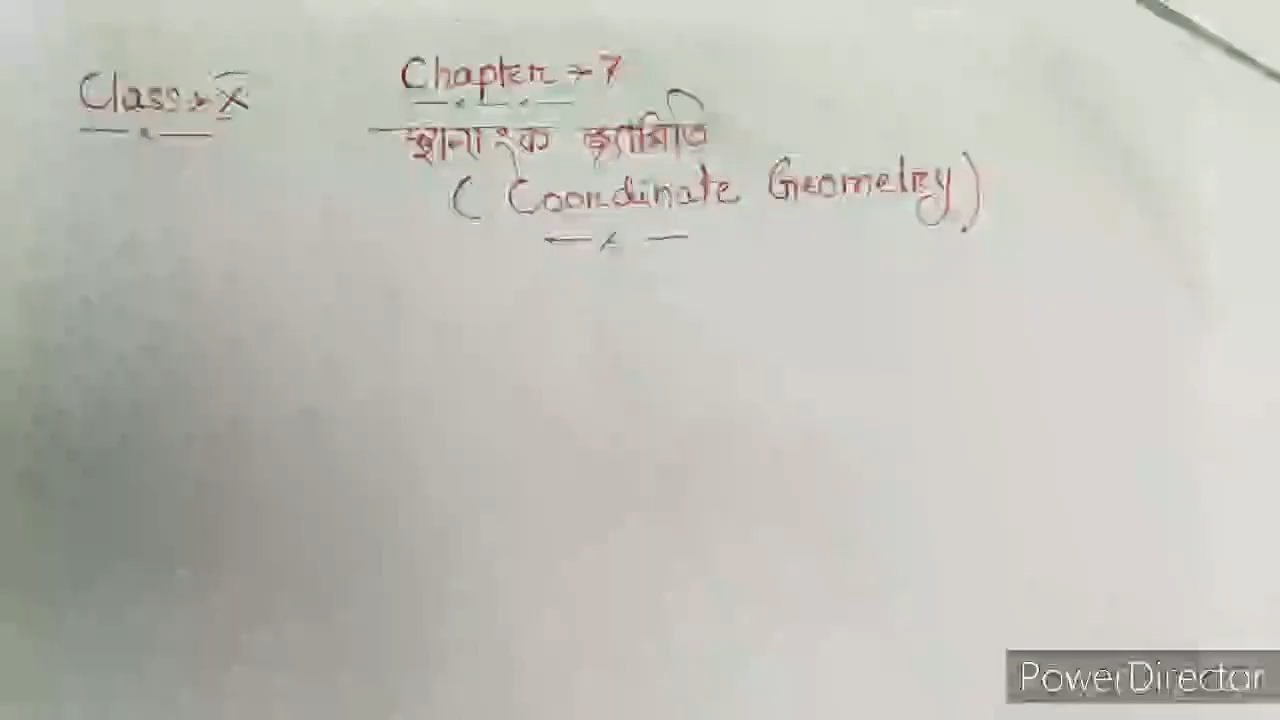 Class :- X
Chapter :- 7
স্থানাংক জ্যামিতি
( Coordinate Geometry)
PowerDirector